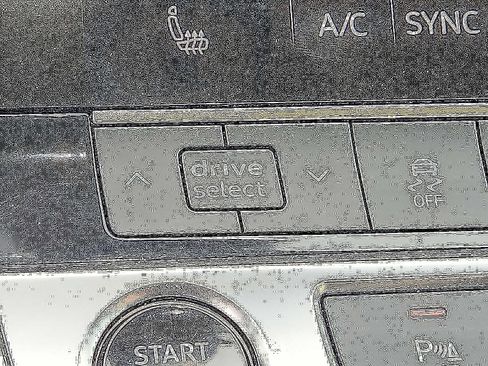 A/C SYNC
drive
select
OFF
START
P